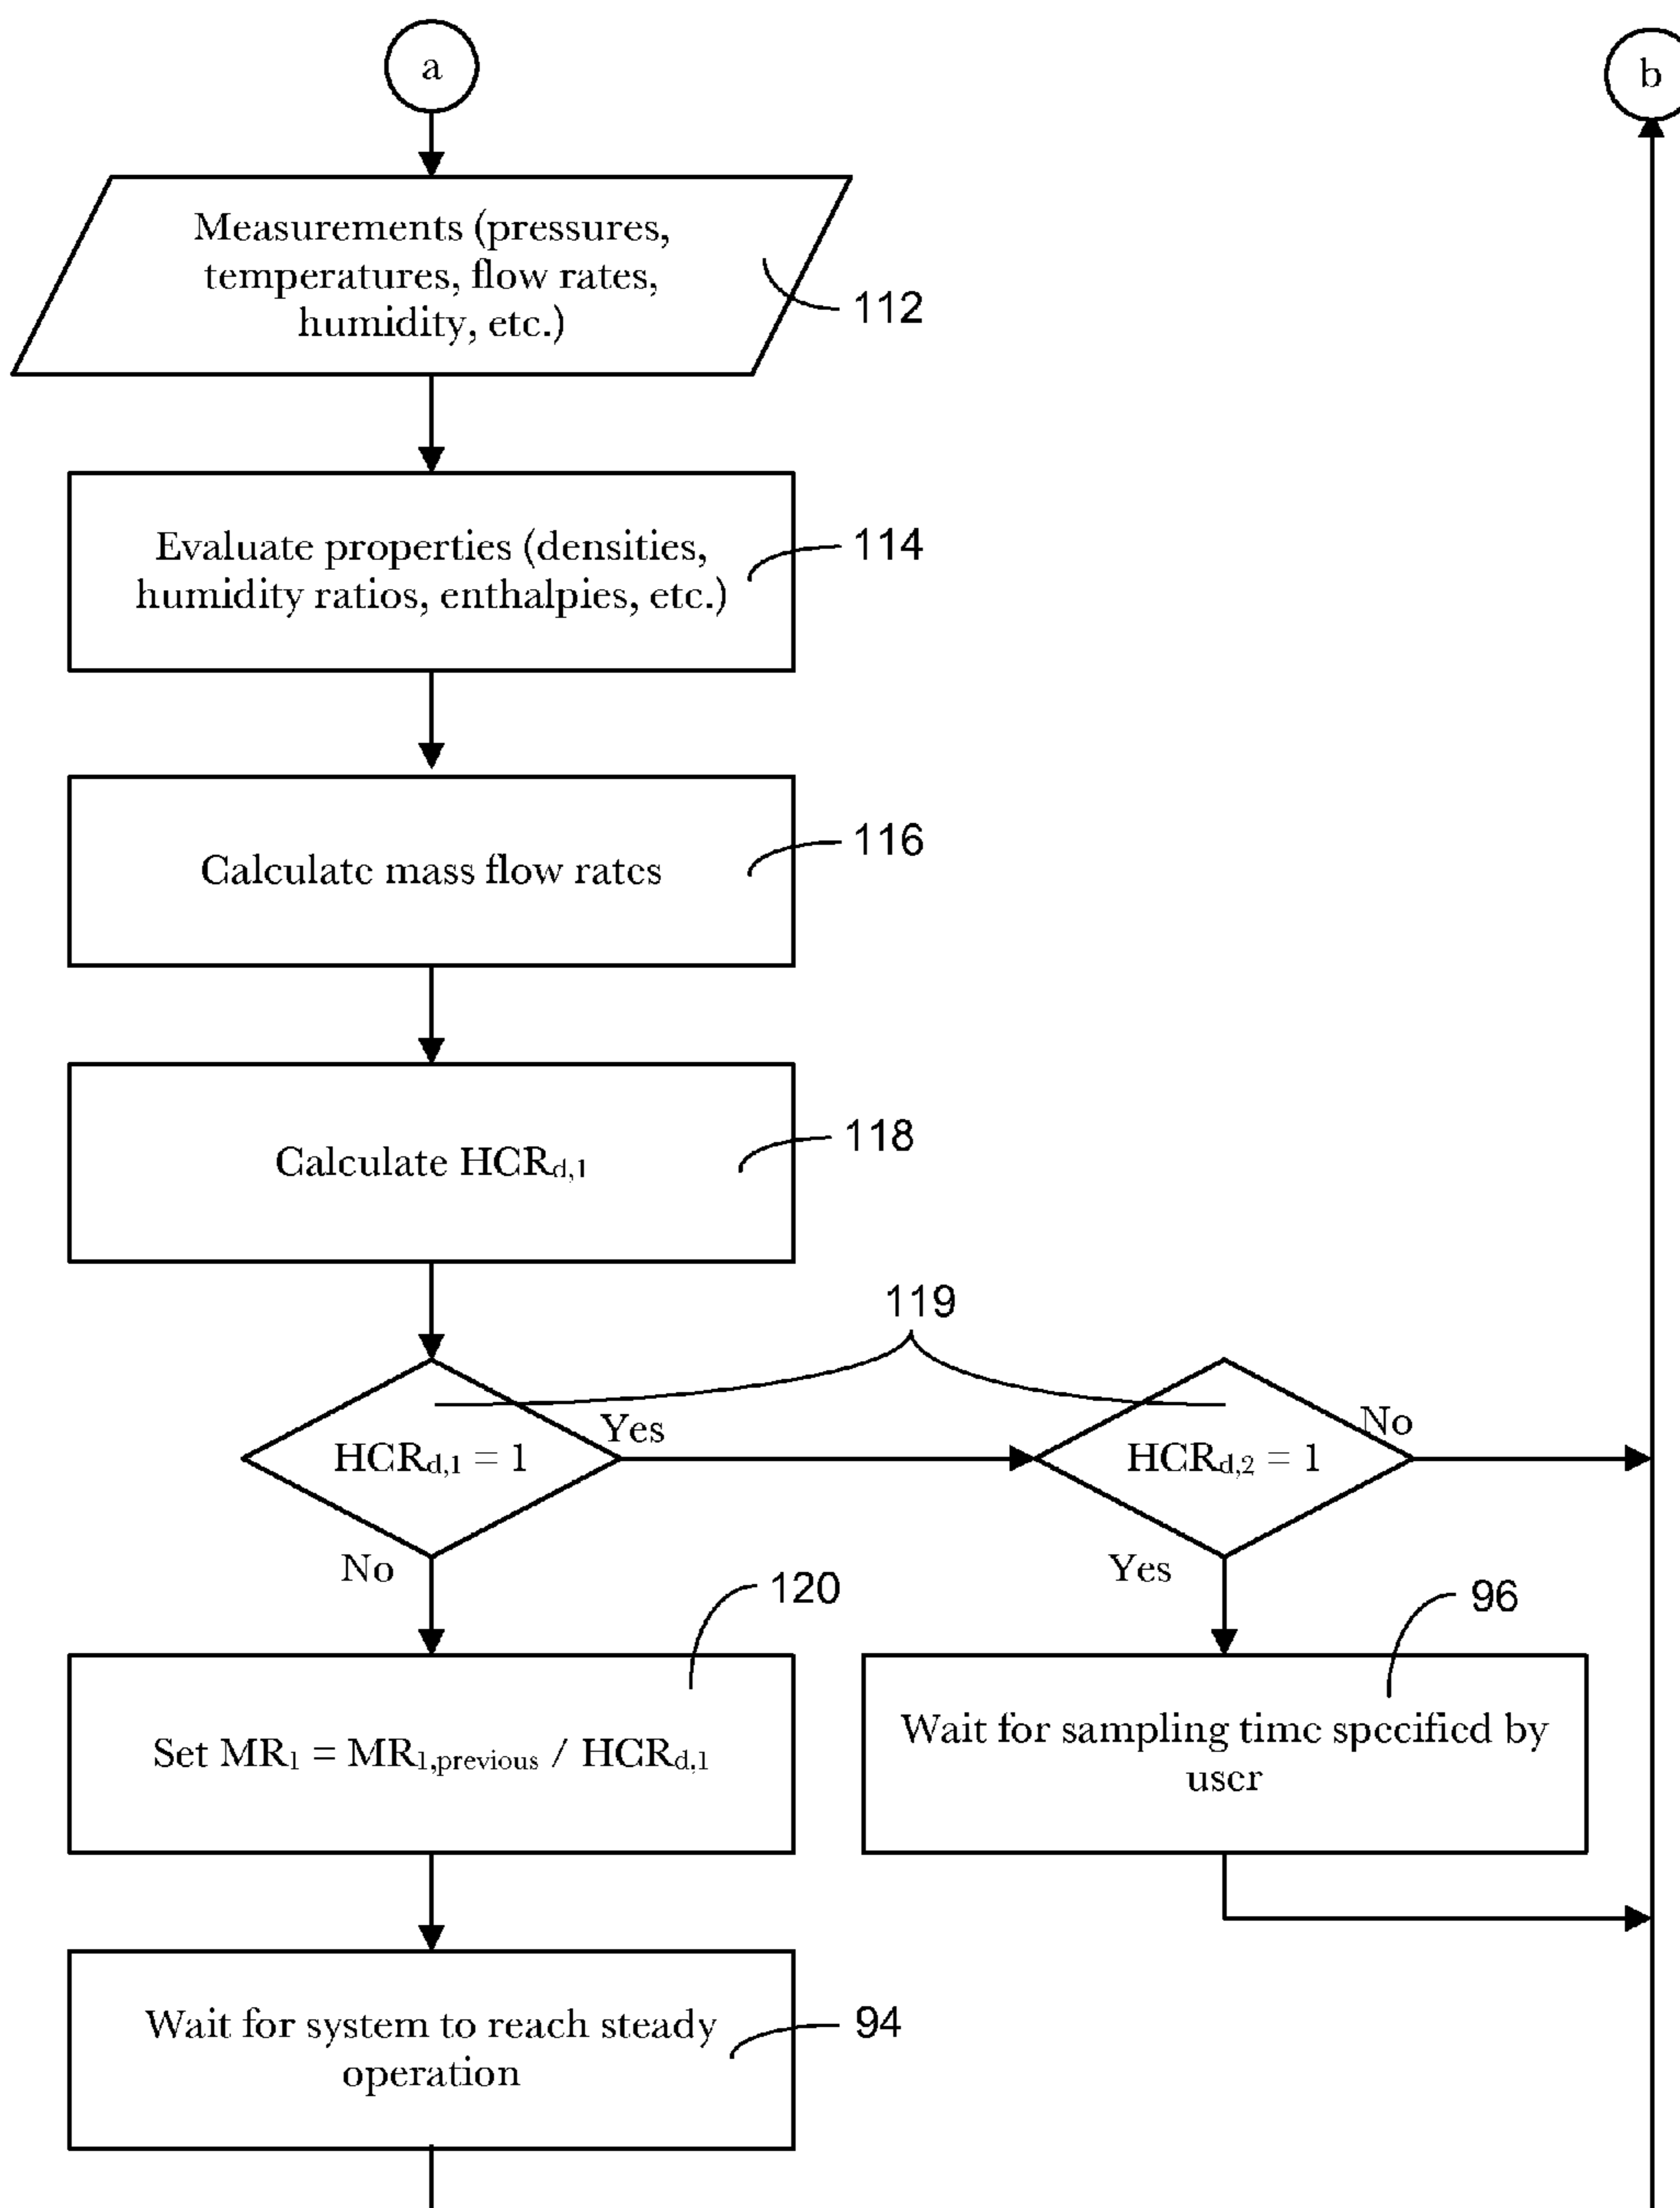 a
b
Measurements (pressures,
temperatures, flow rates,
humidity, etc.)
112
Evaluate properties (densities,
humidity ratios, enthalpies, etc.)
114
Calculate mass flow rates
116
Calculate HCRd,1
118
119
HCRd,1 = 1
Yes
HCRd,2 = 1
No
No
Yes
120
96
Set MR1 = MR1,previous / HCRd,1
Wait for sampling time specified by
user
Wait for system to reach steady
operation
94